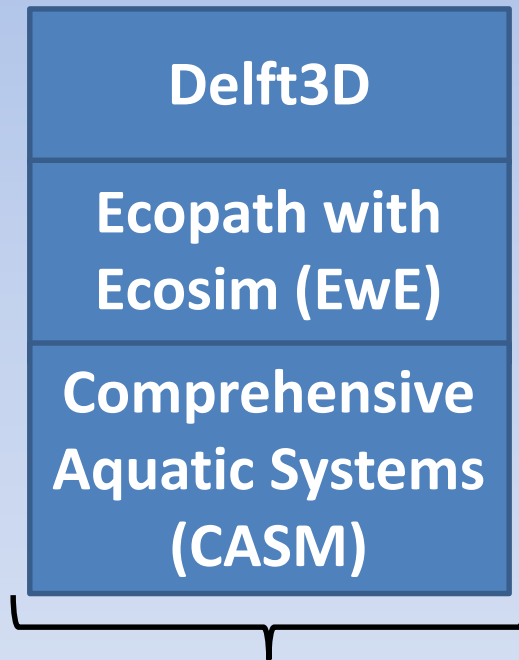 Delft3D
Ecopath with
Ecosim (EwE)
Comprehensive
Aquatic Systems
(CASM)